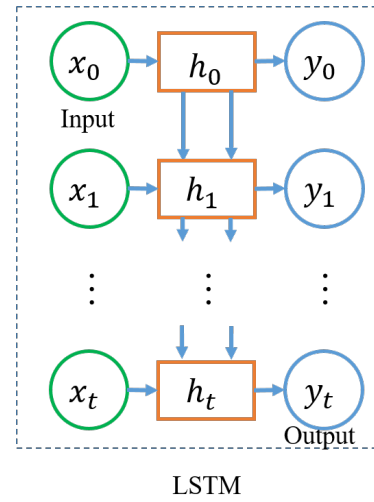 x₀ h₀ y₀
Input
x₁ h₁ y₁
⋮ ⋮ ⋮
xₜ hₜ yₜ
Output
LSTM